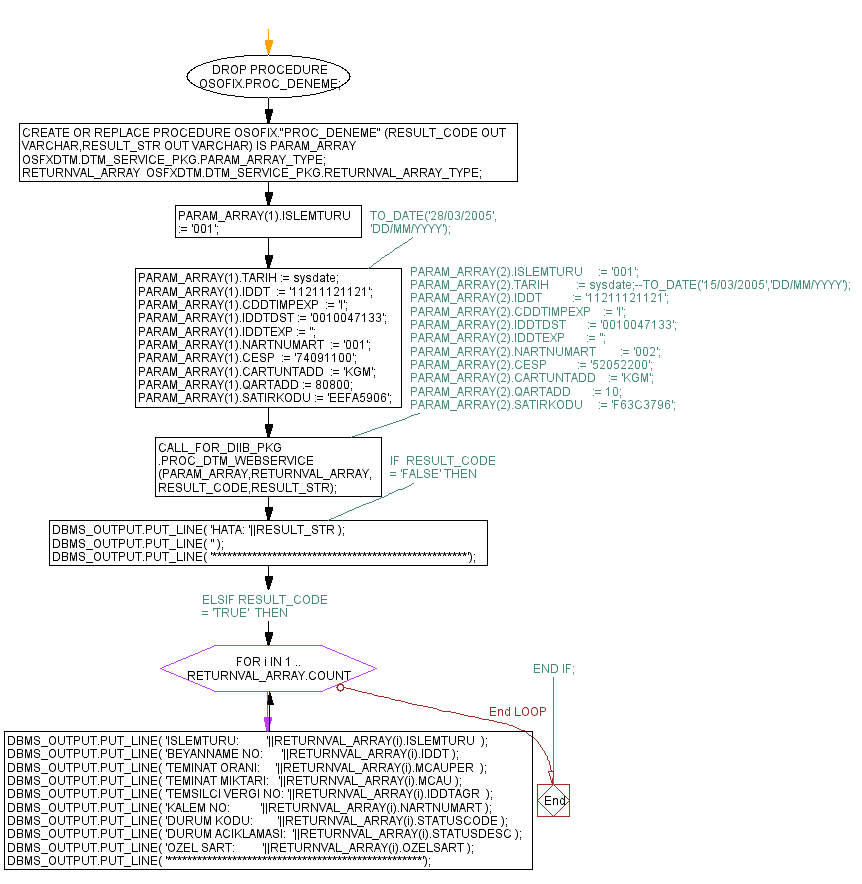 DROP PROCEDURE
OSOFIX.PROC_DENEME;
CREATE OR REPLACE PROCEDURE OSOFIX."PROC_DENEME" (RESULT_CODE OUT
VARCHAR,RESULT_STR OUT VARCHAR) IS PARAM_ARRAY
OSFXDTM.DTM_SERVICE_PKG.PARAM_ARRAY_TYPE;
RETURNVAL_ARRAY OSFXDTM.DTM_SERVICE_PKG.RETURNVAL_ARRAY_TYPE;
PARAM_ARRAY(1).ISLEMTURU
:= '001';
TO_DATE('28/03/2005',
'DD/MM/YYYY');
PARAM_ARRAY(1).TARIH := sysdate;
PARAM_ARRAY(1).IDDT := '11211121121';
PARAM_ARRAY(1).CDDTIMPEXP := 'I';
PARAM_ARRAY(1).IDDTDST := '0010047133';
PARAM_ARRAY(1).IDDTEXP := '';
PARAM_ARRAY(1).NARTNUMART := '001';
PARAM_ARRAY(1).CESP := '74091100';
PARAM_ARRAY(1).CARTUNTADD := 'KGM';
PARAM_ARRAY(1).QARTADD := 80800;
PARAM_ARRAY(1).SATIRKODU := 'EEFA5906';
PARAM_ARRAY(2).ISLEMTURU := '001';
PARAM_ARRAY(2).TARIH := sysdate;--TO_DATE('15/03/2005','DD/MM/YYYY');
PARAM_ARRAY(2).IDDT := '11211121121';
PARAM_ARRAY(2).CDDTIMPEXP := 'I';
PARAM_ARRAY(2).IDDTDST := '0010047133';
PARAM_ARRAY(2).IDDTEXP := '';
PARAM_ARRAY(2).NARTNUMART := '002';
PARAM_ARRAY(2).CESP := '52052200';
PARAM_ARRAY(2).CARTUNTADD := 'KGM';
PARAM_ARRAY(2).QARTADD := 10;
PARAM_ARRAY(2).SATIRKODU := 'F63C3796';
CALL_FOR_DIIB_PKG
.PROC_DTM_WEBSERVICE
(PARAM_ARRAY,RETURNVAL_ARRAY,
RESULT_CODE,RESULT_STR);
IF RESULT_CODE
= 'FALSE' THEN
DBMS_OUTPUT.PUT_LINE( 'HATA: '||RESULT_STR );
DBMS_OUTPUT.PUT_LINE( '' );
DBMS_OUTPUT.PUT_LINE( '****************************************************');
ELSIF RESULT_CODE
= 'TRUE' THEN
FOR i IN 1 ..
RETURNVAL_ARRAY.COUNT
END IF;
End LOOP
DBMS_OUTPUT.PUT_LINE( 'ISLEMTURU: '||RETURNVAL_ARRAY(i).ISLEMTURU );
DBMS_OUTPUT.PUT_LINE( 'BEYANNAME NO: '||RETURNVAL_ARRAY(i).IDDT );
DBMS_OUTPUT.PUT_LINE( 'TEMINAT ORANI: '||RETURNVAL_ARRAY(i).MCAUPER );
DBMS_OUTPUT.PUT_LINE( 'TEMINAT MIKTARI: '||RETURNVAL_ARRAY(i).MCAU );
DBMS_OUTPUT.PUT_LINE( 'TEMSILCI VERGI NO: '||RETURNVAL_ARRAY(i).IDDTAGR );
DBMS_OUTPUT.PUT_LINE( 'KALEM NO: '||RETURNVAL_ARRAY(i).NARTNUMART );
DBMS_OUTPUT.PUT_LINE( 'DURUM KODU: '||RETURNVAL_ARRAY(i).STATUSCODE );
DBMS_OUTPUT.PUT_LINE( 'DURUM ACIKLAMASI: '||RETURNVAL_ARRAY(i).STATUSDESC );
DBMS_OUTPUT.PUT_LINE( 'OZEL SART: '||RETURNVAL_ARRAY(i).OZELSART );
DBMS_OUTPUT.PUT_LINE( '****************************************************');
End